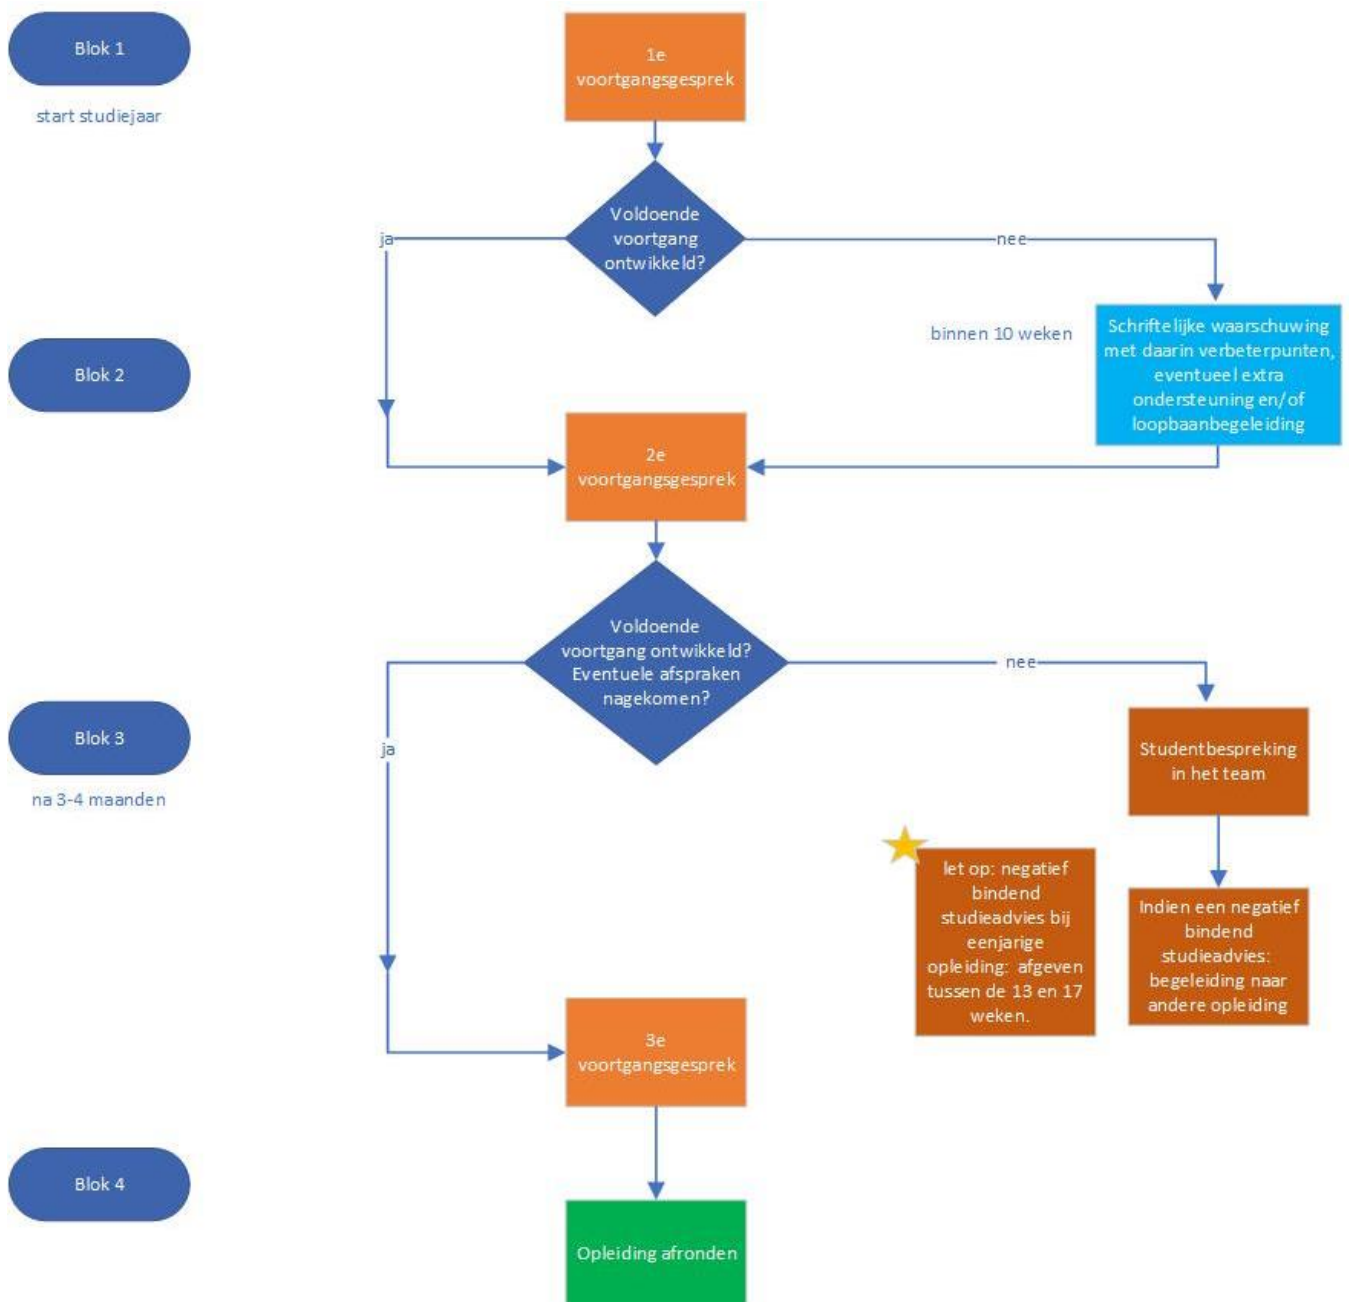 Blok 1
start studiejaar
1e
voortgangsgesprek
Voldoende
voortgang
ontwikkeld?
ja
nee
binnen 10 weken
Schriftelijke waarschuwing
met daarin verbeterpunten,
eventueel extra
ondersteuning en/of
loopbaanbegeleiding
Blok 2
2e
voortgangsgesprek
Voldoende
voortgang ontwikkeld?
Eventuele afspraken
nagekomen?
nee
ja
Blok 3
na 3-4 maanden
Studentbespreking
in het team
let op: negatief
bindend
studieadvies bij
eenjarige
opleiding: afgeven
tussen de 13 en 17
weken.
Indien een negatief
bindend
studieadvies:
begeleiding naar
andere opleiding
3e
voortgangsgesprek
Blok 4
Opleiding afronden